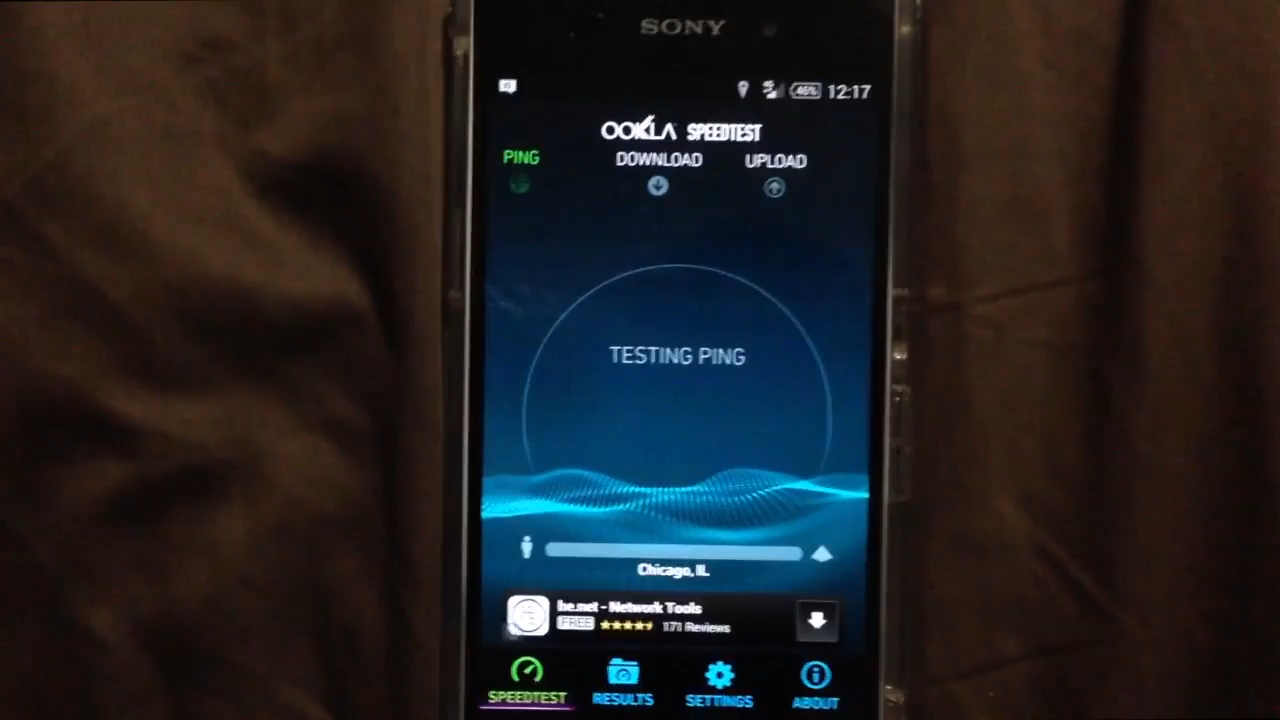 SONY
46% 12:17
OOKLA SPEEDTEST
PING DOWNLOAD UPLOAD
TESTING PING
Chicago, IL
he.net - Network Tools
FREE 171 Reviews
SPEEDTEST RESULTS SETTINGS ABOUT